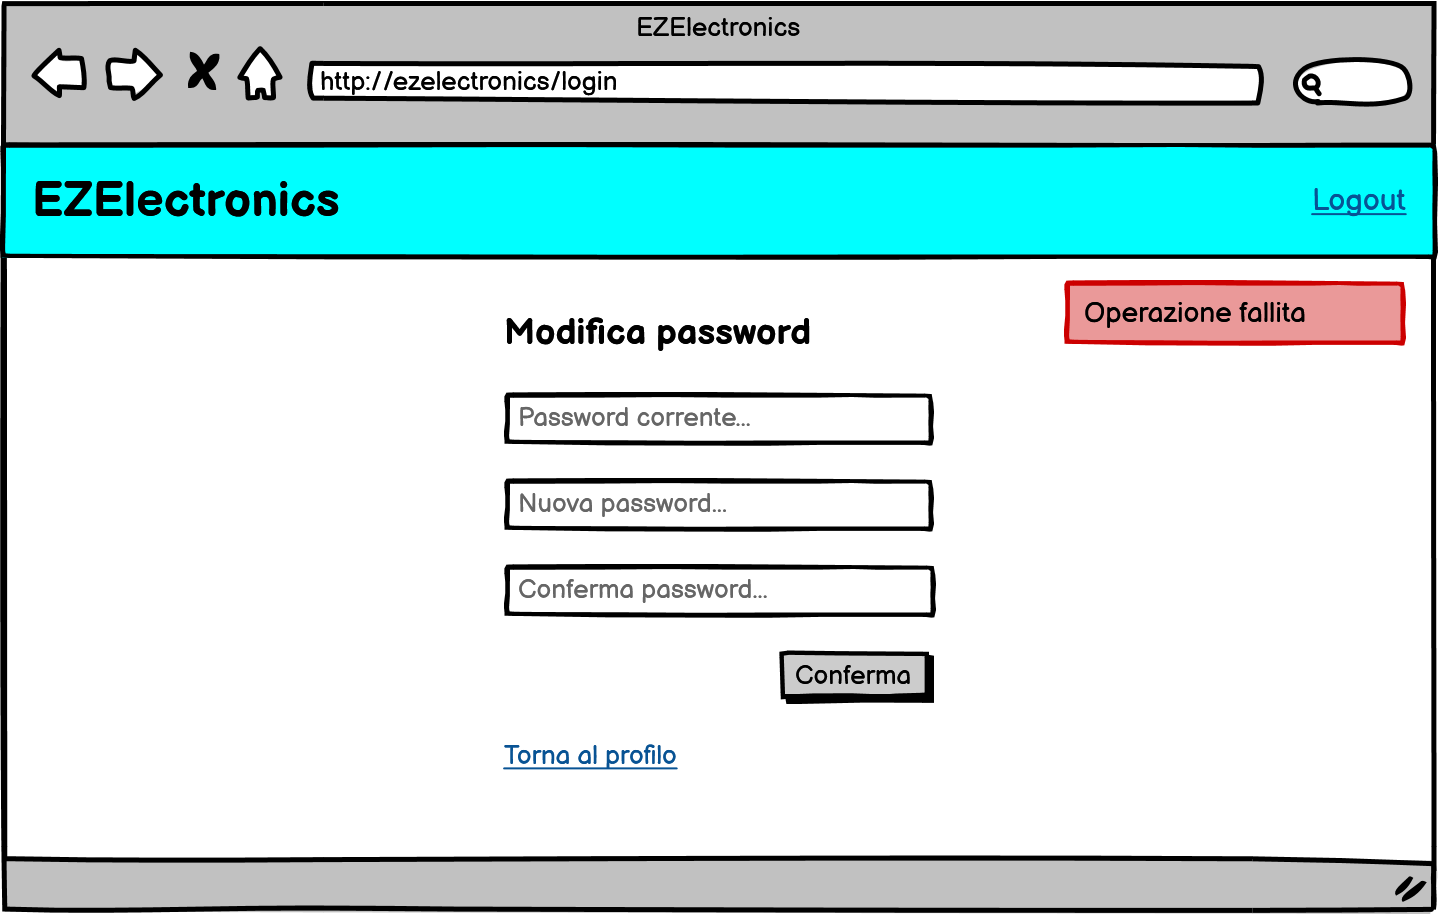 EZElectronics
http://ezelectronics/login
EZElectronics
Logout
Operazione fallita
Modifica password
Password corrente...
Nuova password...
Conferma password...
Conferma
Torna al profilo